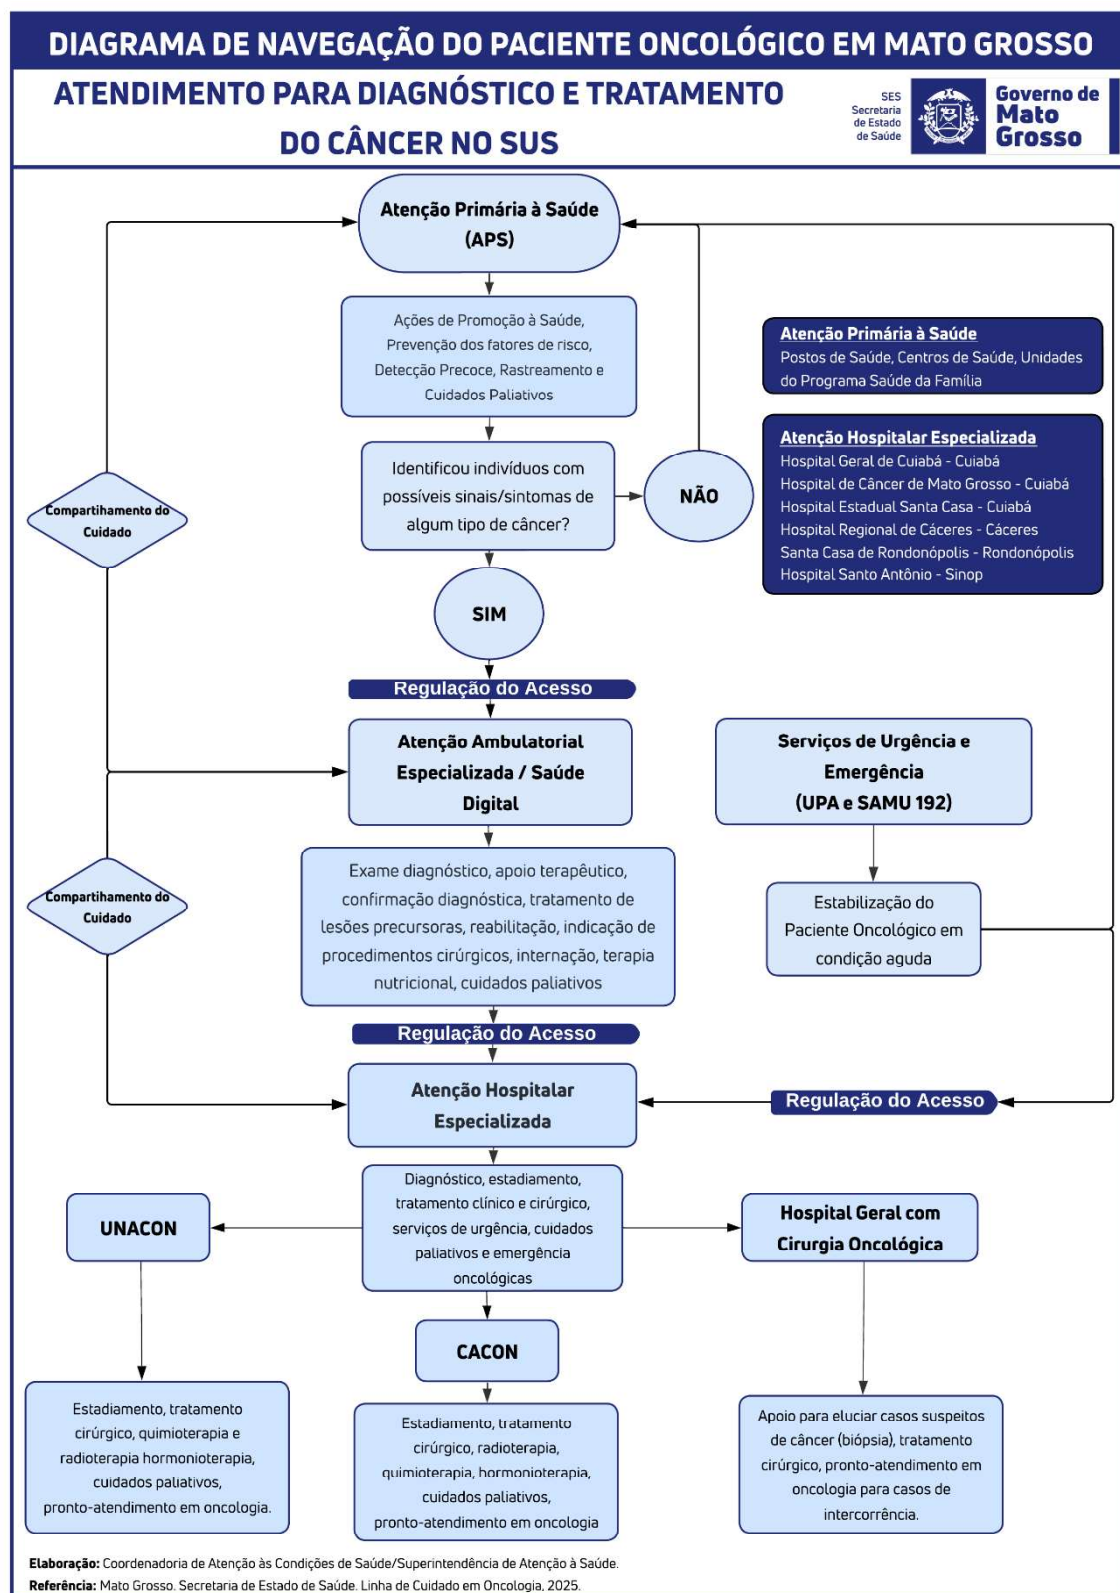 DIAGRAMA DE NAVEGAÇÃO DO PACIENTE ONCOLÓGICO EM MATO GROSSO
ATENDIMENTO PARA DIAGNÓSTICO E TRATAMENTO
DO CÂNCER NO SUS
SES
Secretaria
de Estado
de Saúde
Governo de
Mato
Grosso
Atenção Primária à Saúde
(APS)
Ações de Promoção à Saúde,
Prevenção dos fatores de risco,
Detecção Precoce, Rastreamento e
Cuidados Paliativos
Atenção Primária à Saúde
Postos de Saúde, Centros de Saúde, Unidades
do Programa Saúde da Família
Atenção Hospitalar Especializada
Hospital Geral de Cuiabá - Cuiabá
Hospital de Câncer de Mato Grosso - Cuiabá
Hospital Estadual Santa Casa - Cuiabá
Hospital Regional de Cáceres - Cáceres
Santa Casa de Rondonópolis - Rondonópolis
Hospital Santo Antônio - Sinop
Identificou indivíduos com
possíveis sinais/sintomas de
algum tipo de câncer?
NÃO
Compartihamento do
Cuidado
SIM
Regulação do Acesso
Atenção Ambulatorial
Especializada / Saúde
Digital
Serviços de Urgência e
Emergência
(UPA e SAMU 192)
Exame diagnóstico, apoio terapêutico,
confirmação diagnóstica, tratamento de
lesões precursoras, reabilitação, indicação de
procedimentos cirúrgicos, internação, terapia
nutricional, cuidados paliativos
Compartihamento do
Cuidado
Estabilização do
Paciente Oncológico em
condição aguda
Regulação do Acesso
Atenção Hospitalar
Especializada
Regulação do Acesso
Diagnóstico, estadiamento,
tratamento clínico e cirúrgico,
serviços de urgência, cuidados
paliativos e emergência
oncológicas
UNACON
Hospital Geral com
Cirurgia Oncológica
CACON
Estadiamento, tratamento
cirúrgico, quimioterapia e
radioterapia hormonioterapia,
cuidados paliativos,
pronto-atendimento em oncologia.
Estadiamento, tratamento
cirúrgico, radioterapia,
quimioterapia, hormonioterapia,
cuidados paliativos,
pronto-atendimento em oncologia
Apoio para eluciar casos suspeitos
de câncer (biópsia), tratamento
cirúrgico, pronto-atendimento em
oncologia para casos de
intercorrência.
Elaboração: Coordenadoria de Atenção às Condições de Saúde/Superintendência de Atenção à Saúde.
Referência: Mato Grosso. Secretaria de Estado de Saúde. Linha de Cuidado em Oncologia, 2025.